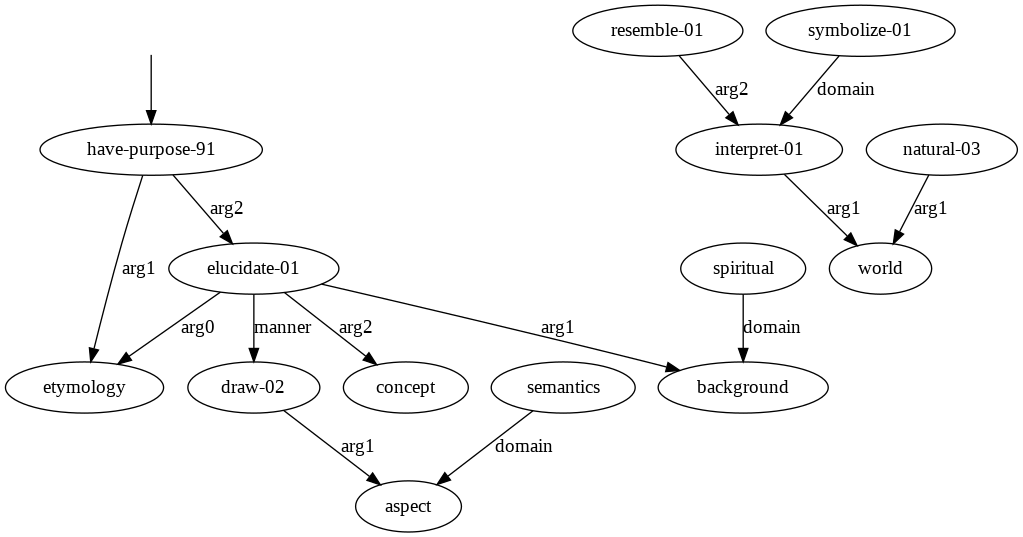 resemble-01 symbolize-01
arg2 domain
have-purpose-91 interpret-01 natural-03
arg2 arg1 arg1
arg1 elucidate-01 spiritual world
arg0 manner arg2 arg1 domain
etymology draw-02 concept semantics background
arg1 domain
aspect